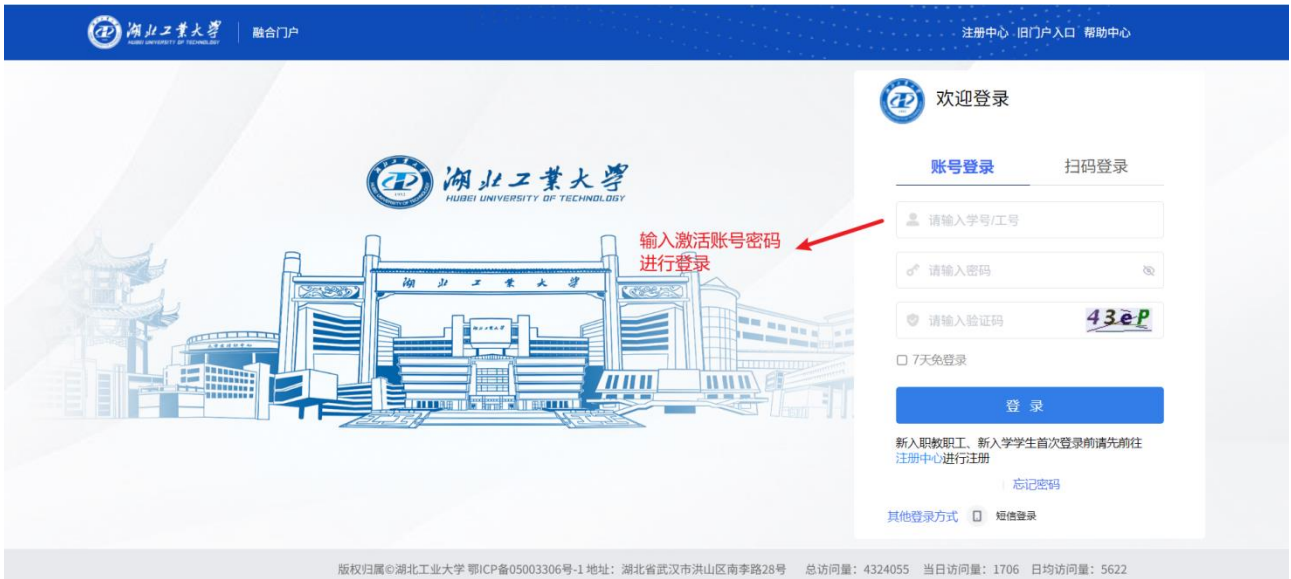 湖北工業大學
HUBEI UNIVERSITY OF TECHNOLOGY
融合门户
注册中心 旧门户入口 帮助中心
欢迎登录
账号登录 扫码登录
湖北工業大學
HUBEI UNIVERSITY OF TECHNOLOGY
请输入学号/工号
输入激活账号密码
进行登录
请输入密码
湖北工業大學
请输入验证码 43eP
7天免登录
登 录
新入职教职工、新入学学生首次登录前请先前往
注册中心进行注册
忘记密码
其他登录方式 短信登录
版权归属©湖北工业大学 鄂ICP备05003306号-1 地址：湖北省武汉市洪山区南李路28号 总访问量：4324055 当日访问量：1706 日均访问量：5622